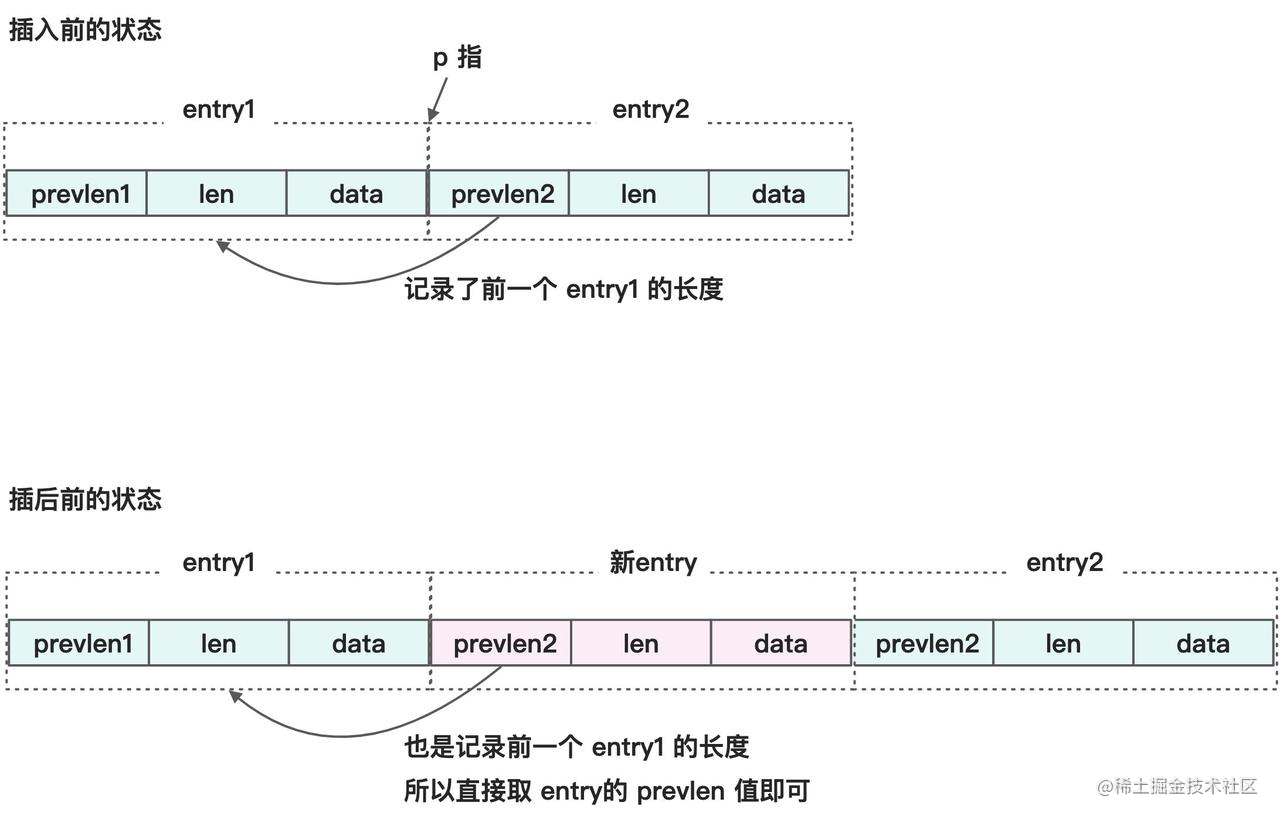 插入前的状态
p 指
entry1 entry2
prevlen1 len data prevlen2 len data
记录了前一个 entry1 的长度
插后前的状态
entry1 新entry entry2
prevlen1 len data prevlen2 len data prevlen2 len data
也是记录前一个 entry1 的长度
所以直接取 entry的 prevlen 值即可
@稀土掘金技术社区